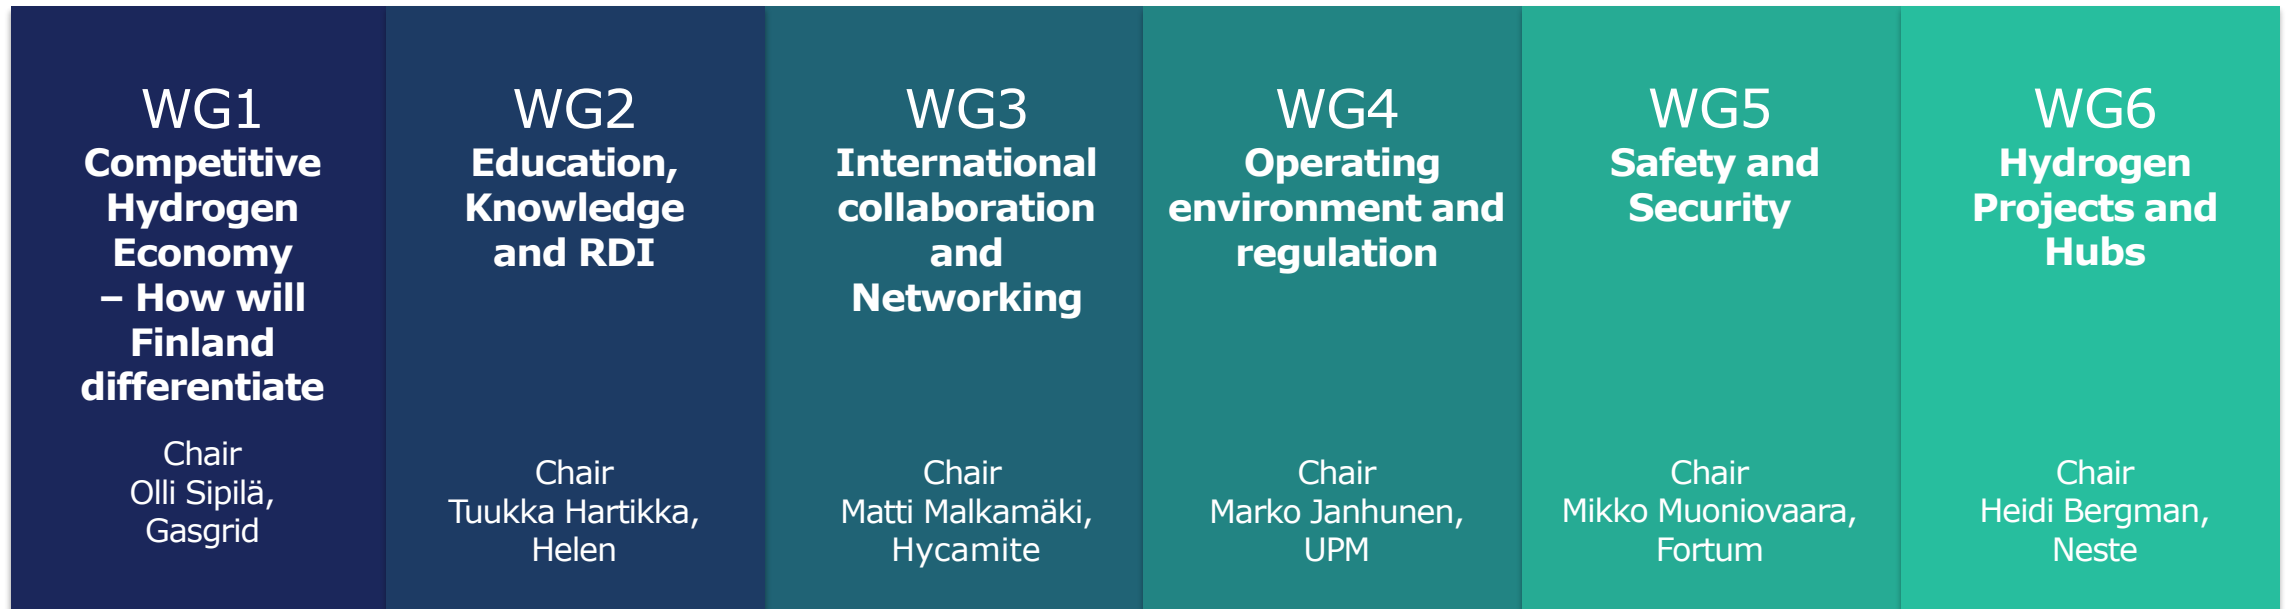 WG1
Competitive
Hydrogen
Economy
– How will
Finland
differentiate
Chair
Olli Sipilä,
Gasgrid
WG2
Education,
Knowledge
and RDI
Chair
Tuukka Hartikka,
Helen
WG3
International
collaboration
and
Networking
Chair
Matti Malkamäki,
Hycamite
WG4
Operating
environment and
regulation
Chair
Marko Janhunen,
UPM
WG5
Safety and
Security
Chair
Mikko Muoniovaara,
Fortum
WG6
Hydrogen
Projects and
Hubs
Chair
Heidi Bergman,
Neste